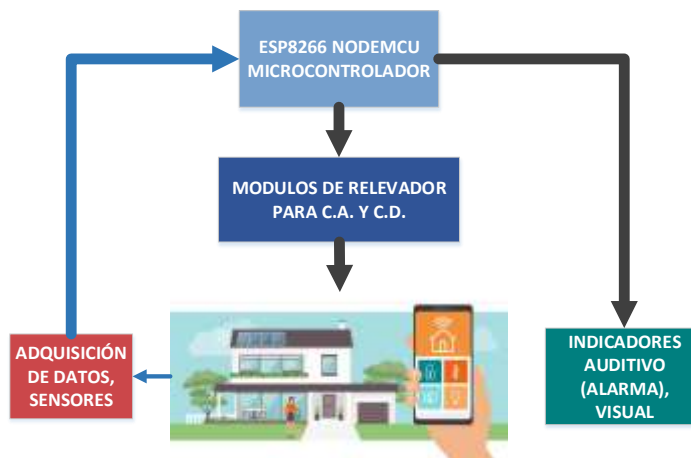 ESP8266 NODEMCU
MICROCONTROLADOR
MODULOS DE RELEVADOR
PARA C.A. Y C.D.
ADQUISICIÓN
DE DATOS,
SENSORES
INDICADORES
AUDITIVO
(ALARMA),
VISUAL